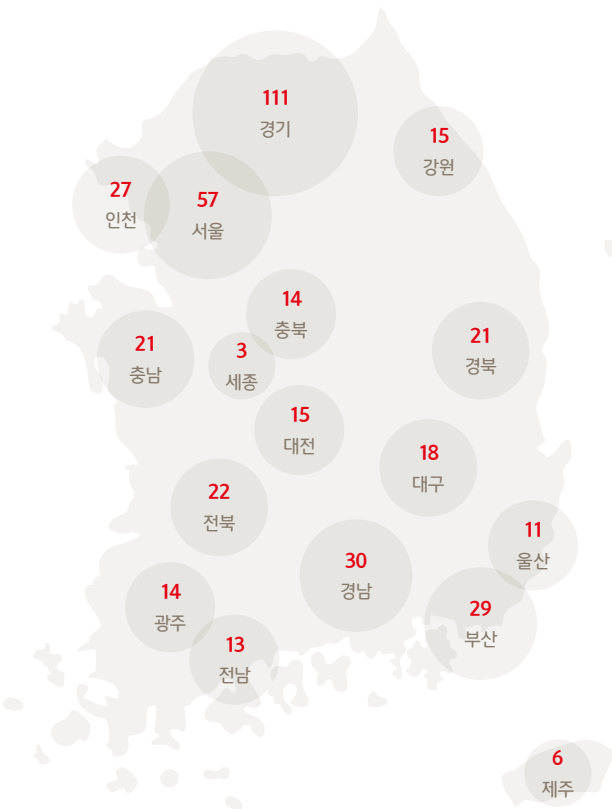 111
경기
15
강원
27
인천
57
서울
14
충북
21
충남
3
세종
21
경북
15
대전
18
대구
22
전북
11
울산
30
경남
14
광주
29
부산
13
전남
6
제주